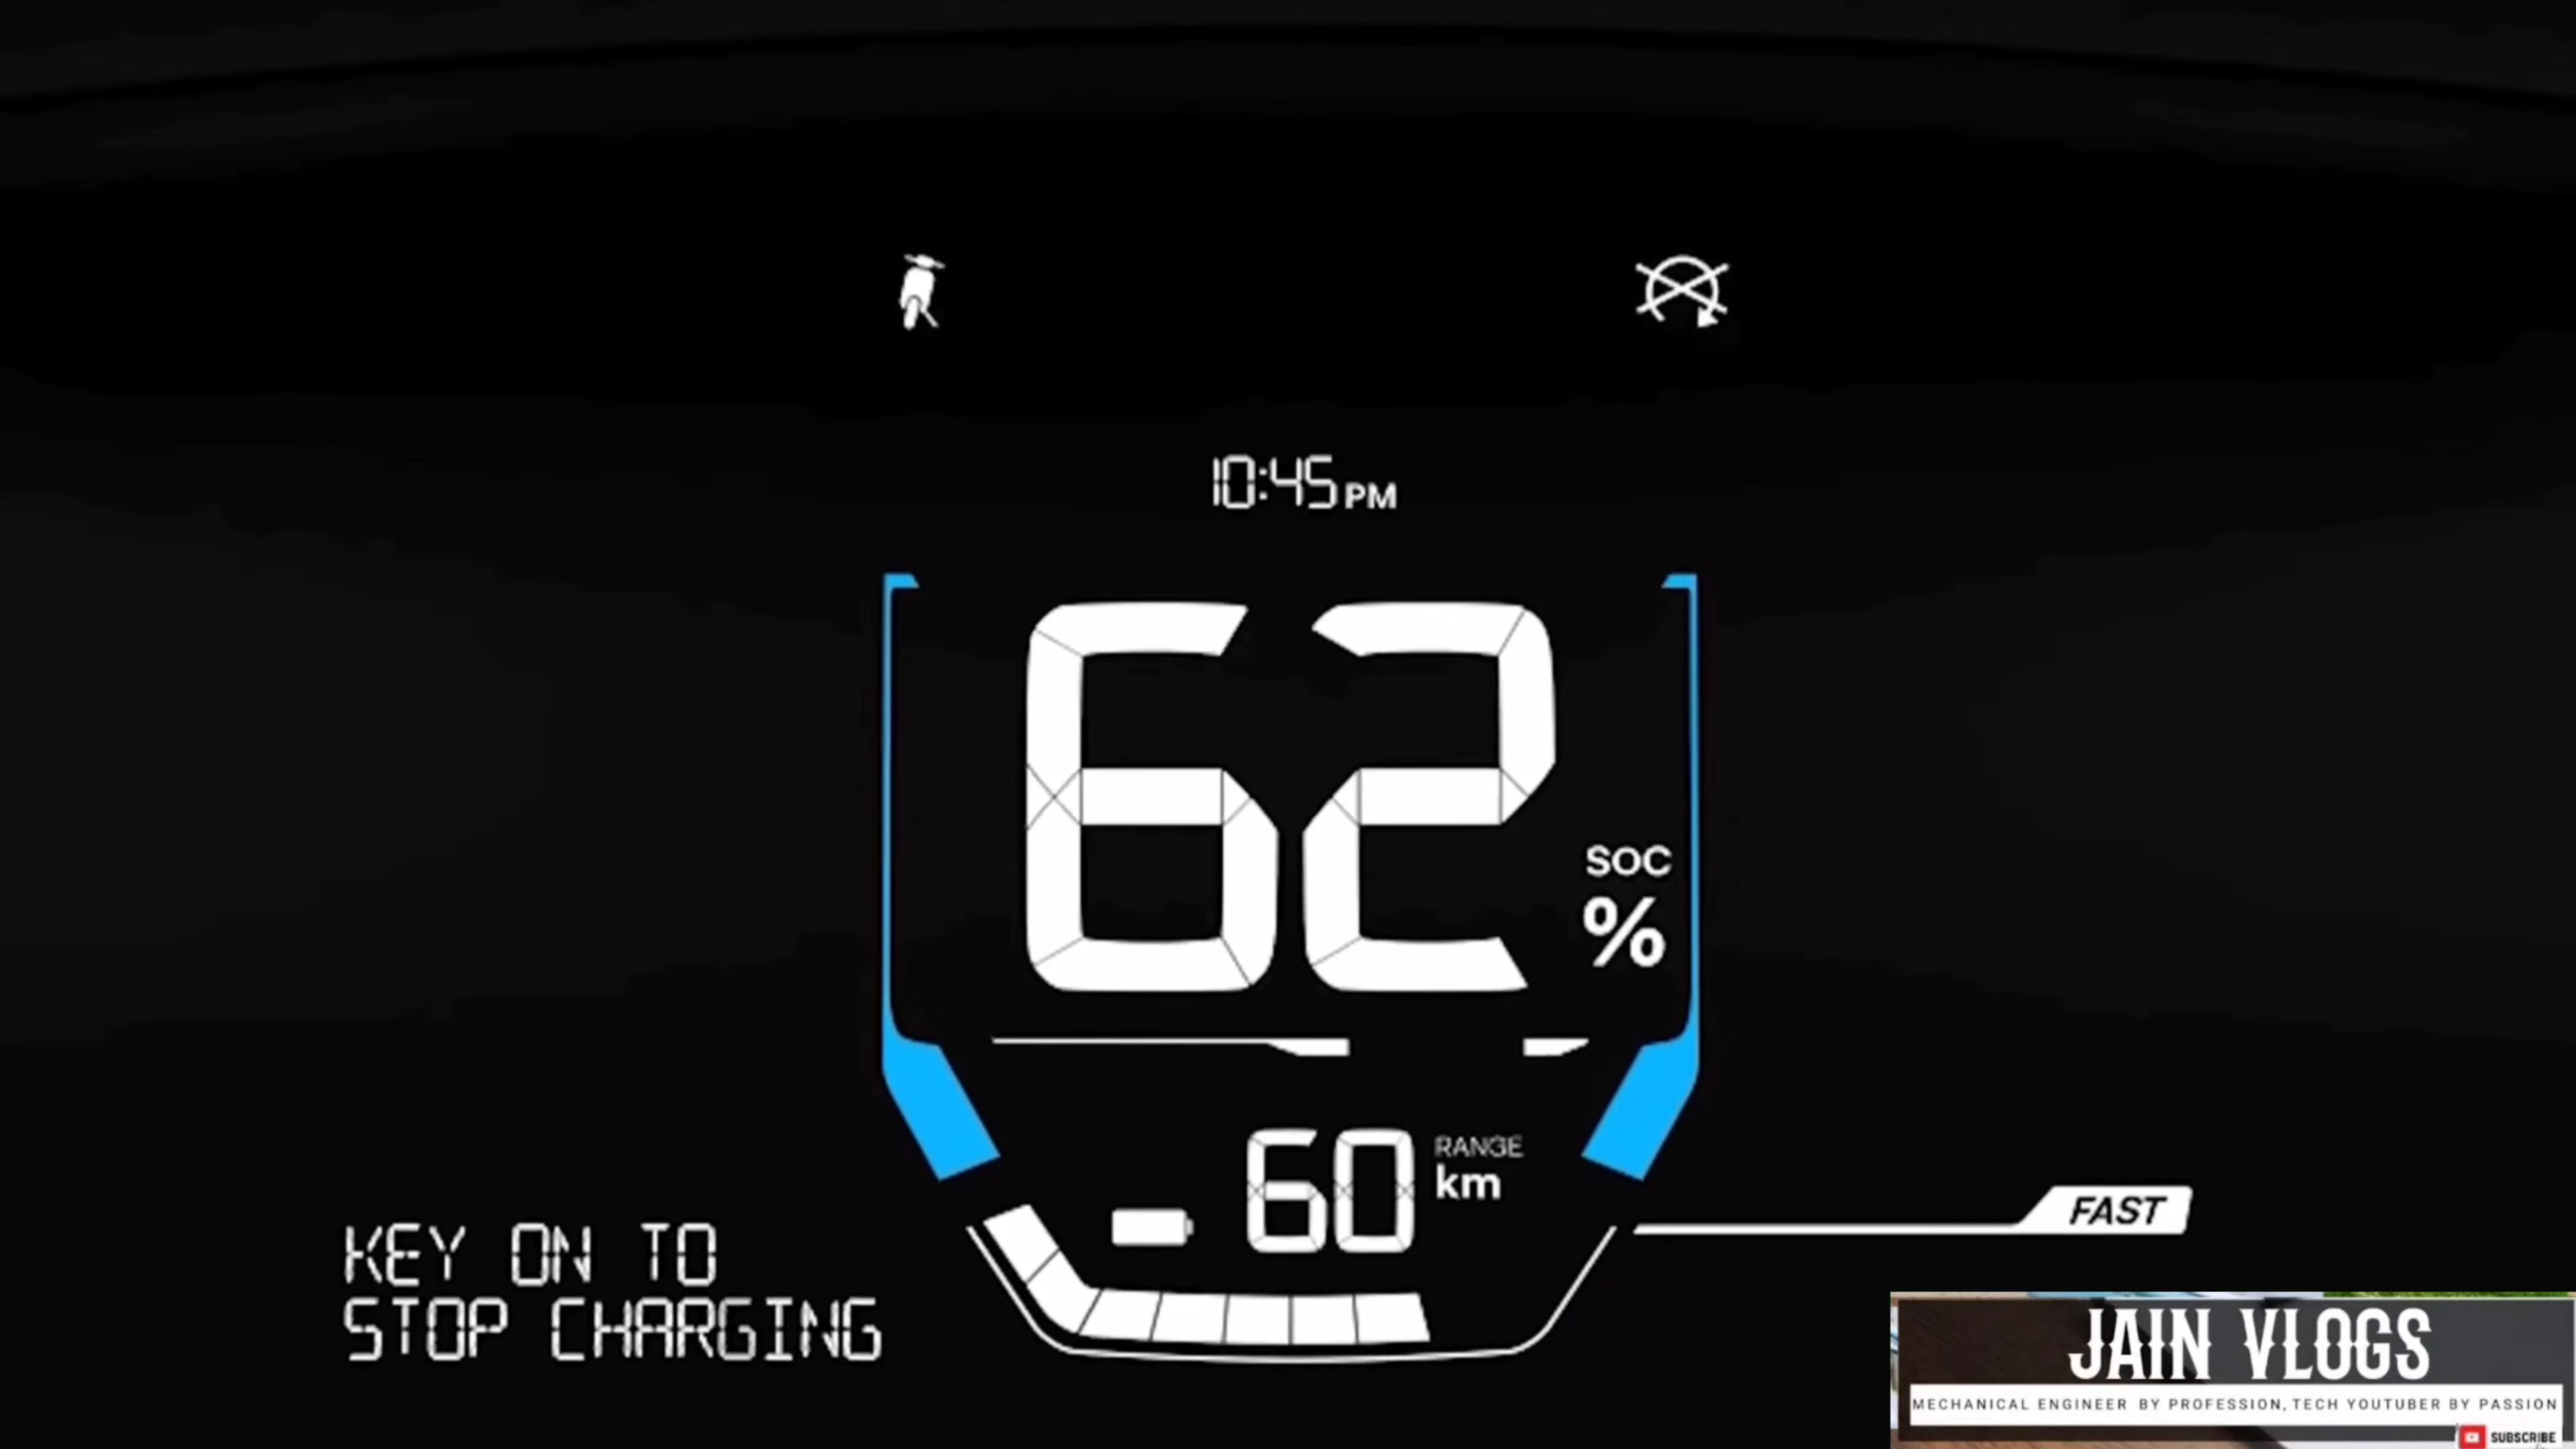 10:45 PM
62
SOC
%
60
RANGE
km
FAST
KEY ON TO
STOP CHARGING
JAIN VLOGS
MECHANICAL ENGINEER BY PROFESSION, TECH YOUTUBER BY PASSION
SUBSCRIBE